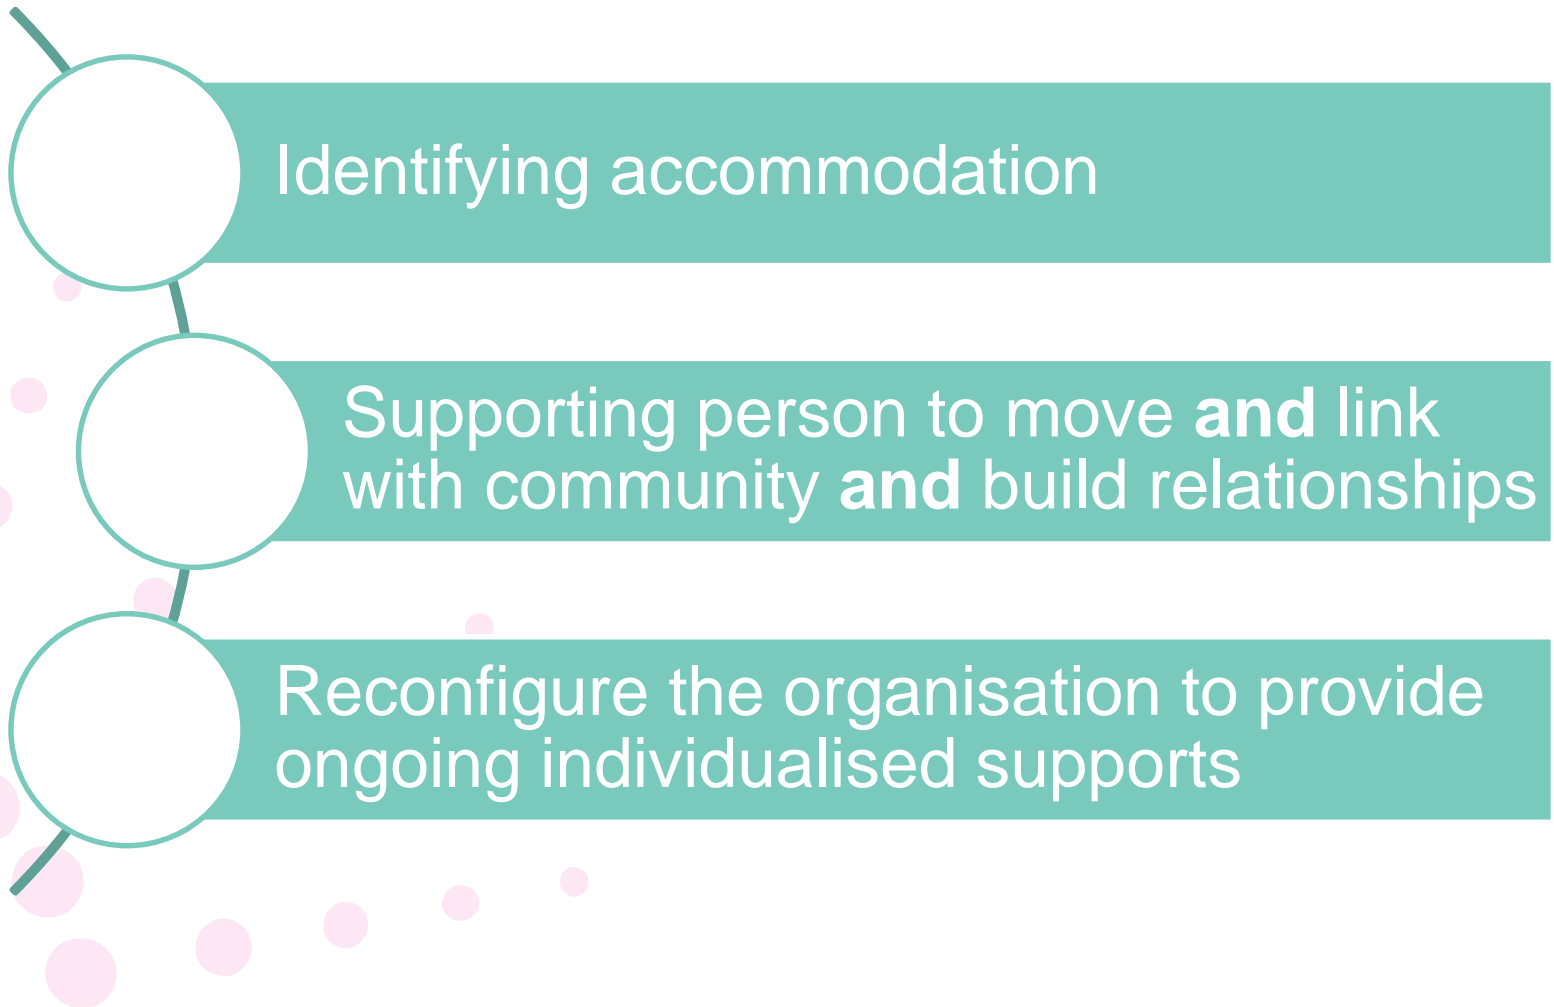 Identifying accommodation
Supporting person to move and link
with community and build relationships
Reconfigure the organisation to provide
ongoing individualised supports